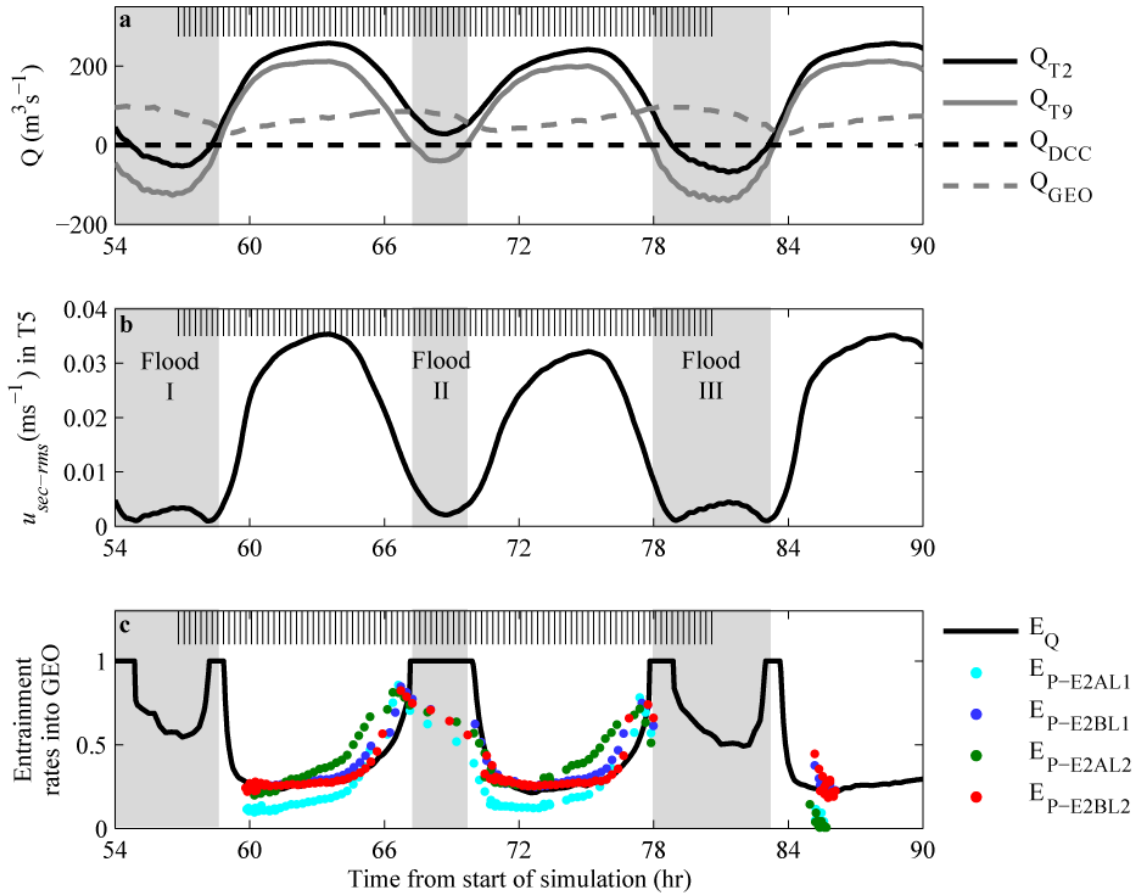 a
Q (m³s⁻¹)
200
0
−200
54 60 66 72 78 84 90
Q_T2
Q_T9
Q_DCC
Q_GEO
b
u_sec−rms (ms⁻¹) in T5
0.04
0.03
0.02
0.01
0
Flood I
Flood II
Flood III
54 60 66 72 78 84 90
c
Entrainment
rates into GEO
1
0.5
0
54 60 66 72 78 84 90
Time from start of simulation (hr)
E_Q
E_P−E2AL1
E_P−E2BL1
E_P−E2AL2
E_P−E2BL2